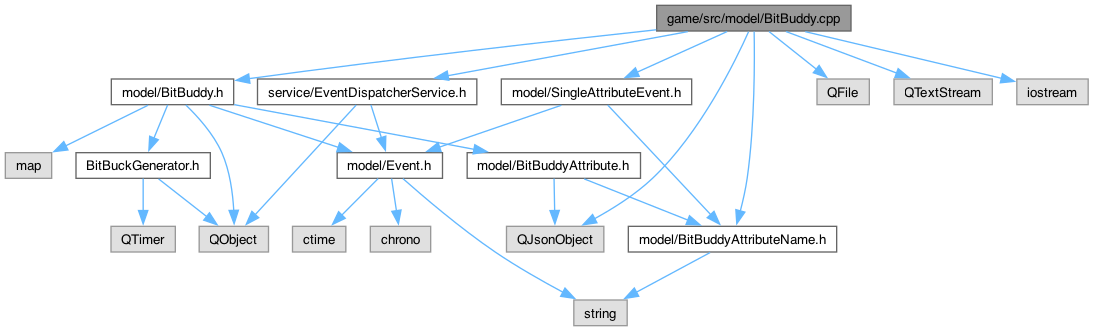 game/src/model/BitBuddy.cpp
model/BitBuddy.h
service/EventDispatcherService.h
model/SingleAttributeEvent.h
QFile
QTextStream
iostream
map
BitBuckGenerator.h
model/Event.h
model/BitBuddyAttribute.h
QTimer
QObject
ctime
chrono
QJsonObject
model/BitBuddyAttributeName.h
string